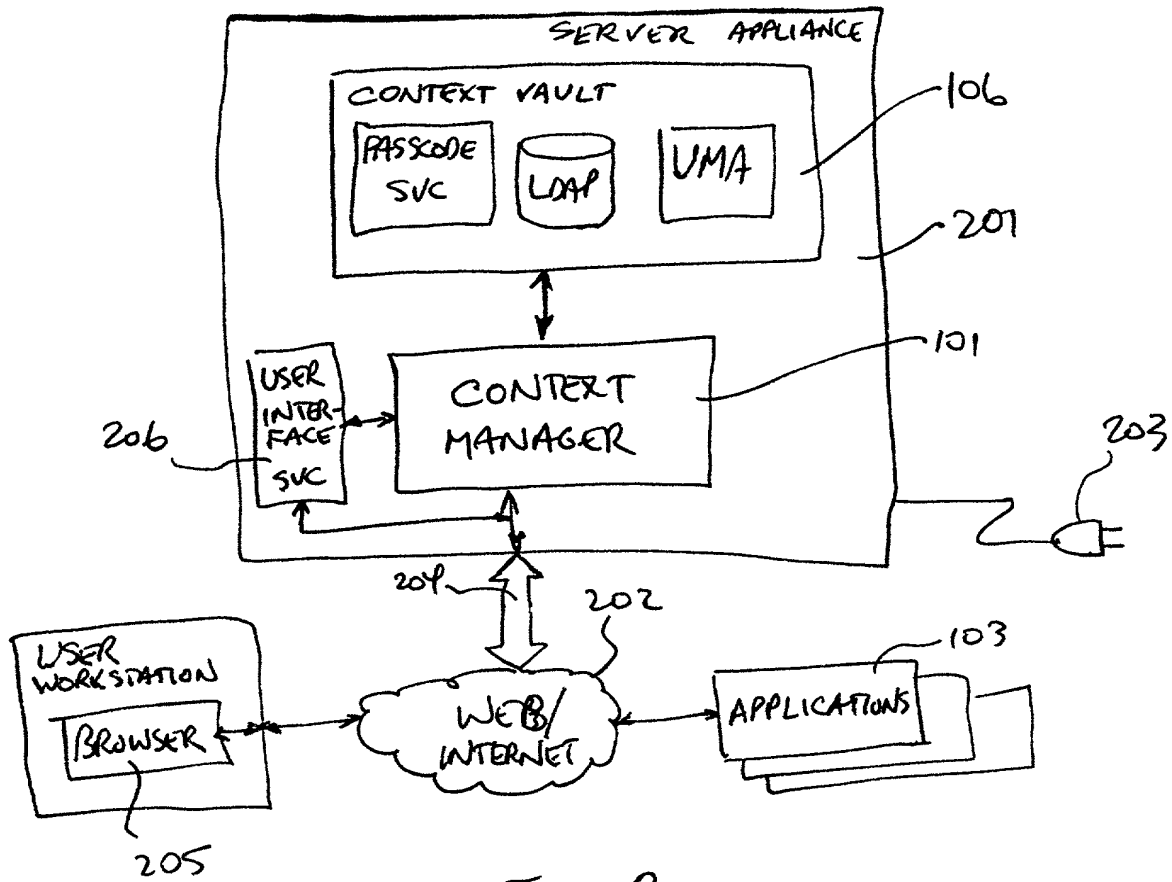 SERVER APPLIANCE
CONTEXT VAULT
106
PASSCODE
SVC
LDAP
VMA
201
101
USER
INTER-
FACE
SVC
CONTEXT
MANAGER
206
203
204
202
103
USER
WORKSTATION
BROWSER
WEB/
INTERNET
APPLICATIONS
205